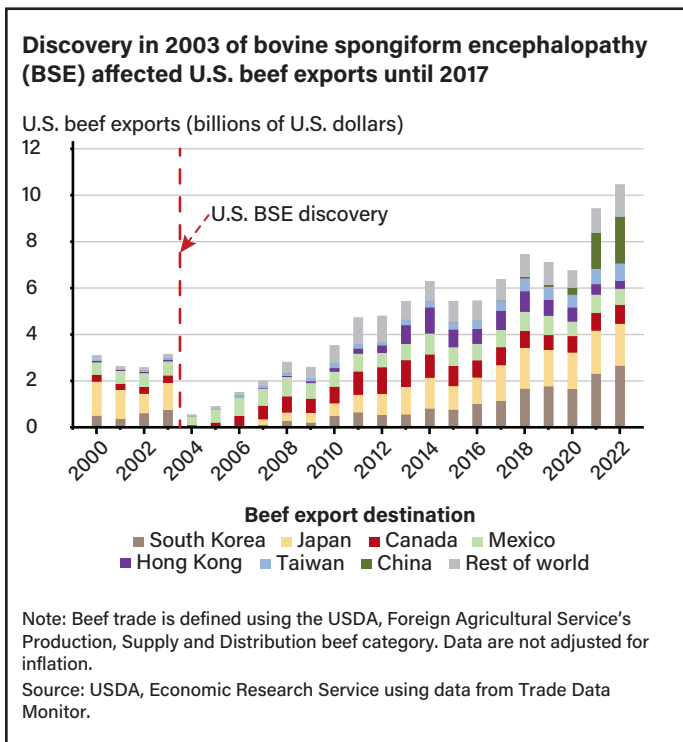 Discovery in 2003 of bovine spongiform encephalopathy
(BSE) affected U.S. beef exports until 2017
U.S. beef exports (billions of U.S. dollars)
12
10
8
6
4
2
0
U.S. BSE discovery
2000
2002
2004
2006
2008
2010
2012
2014
2016
2018
2020
2022
Beef export destination
South Korea Japan Canada Mexico
Hong Kong Taiwan China Rest of world
Note: Beef trade is defined using the USDA, Foreign Agricultural Service's
Production, Supply and Distribution beef category. Data are not adjusted for
inflation.
Source: USDA, Economic Research Service using data from Trade Data
Monitor.